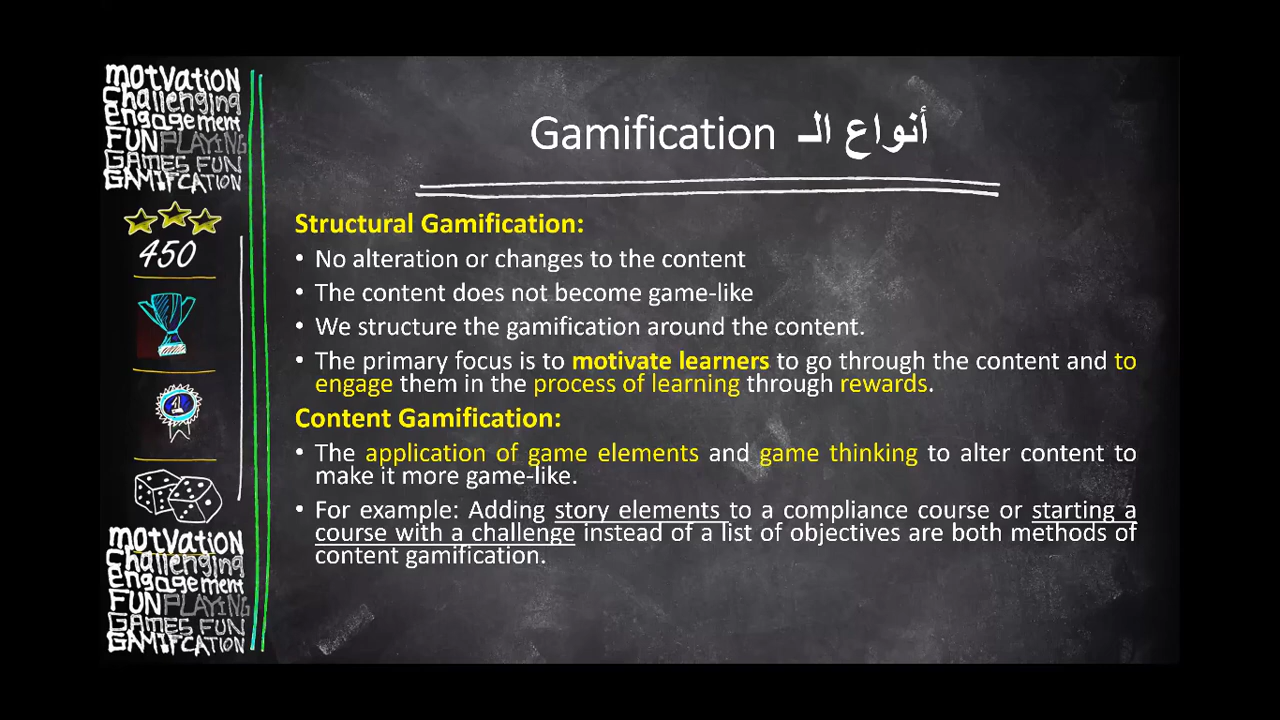 motvation
Challenging
Engagement
FUN PLAYING
GAMES FUN
GAMIFCATION
450
1
motvation
Challenging
Engagement
FUN PLAYING
GAMES FUN
GAMIFCATION
أنواع الـ Gamification
Structural Gamification:
• No alteration or changes to the content
• The content does not become game-like
• We structure the gamification around the content.
• The primary focus is to motivate learners to go through the content and to
engage them in the process of learning through rewards.
Content Gamification:
• The application of game elements and game thinking to alter content to
make it more game-like.
• For example: Adding story elements to a compliance course or starting a
course with a challenge instead of a list of objectives are both methods of
content gamification.